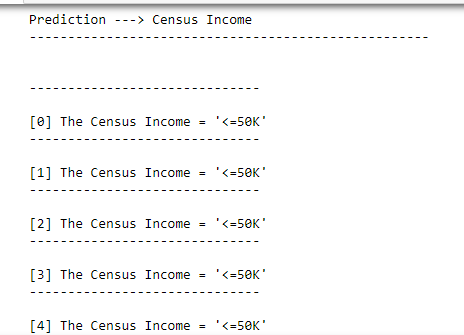 Prediction ---> Census Income
----------------------------------------------------
------------------------------
[0] The Census Income = '<=50K'
------------------------------
[1] The Census Income = '<=50K'
------------------------------
[2] The Census Income = '<=50K'
------------------------------
[3] The Census Income = '<=50K'
------------------------------
[4] The Census Income = '<=50K'